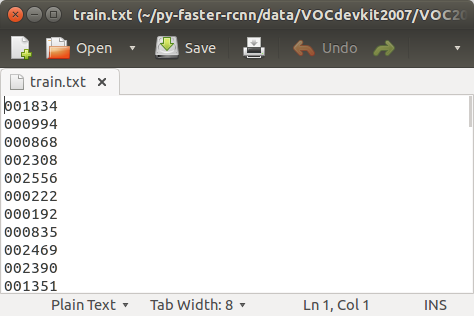 train.txt (~/py-faster-rcnn/data/VOCdevkit2007/VOC20
Open Save Undo
train.txt
001834
000994
000868
002308
002556
000222
000192
000835
002469
002390
001351
Plain Text Tab Width: 8 Ln 1, Col 1 INS